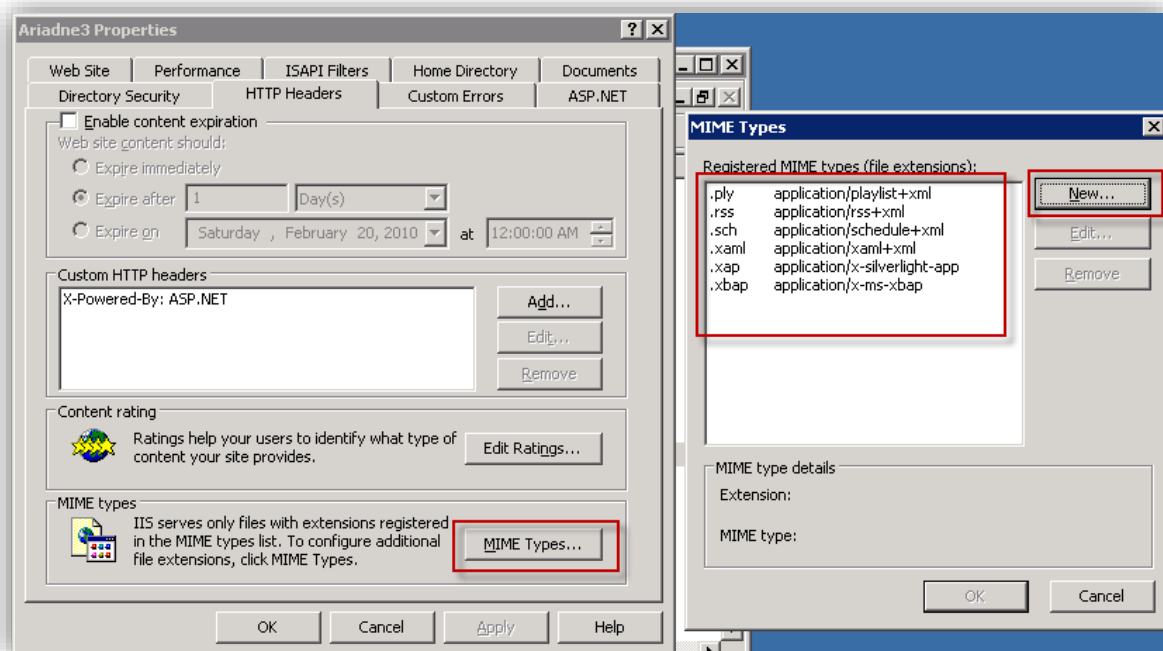 Ariadne3 Properties
Web Site Performance ISAPI Filters Home Directory Documents
Directory Security HTTP Headers Custom Errors ASP.NET
Enable content expiration
Web site content should:
Expire immediately
Expire after 1 Day(s)
Expire on Saturday , February 20, 2010 at 12:00:00 AM
Custom HTTP headers
X-Powered-By: ASP.NET
Add...
Edit...
Remove
Content rating
Ratings help your users to identify what type of
content your site provides.
Edit Ratings...
MIME types
IIS serves only files with extensions registered
in the MIME types list. To configure additional
file extensions, click MIME Types.
MIME Types...
OK Cancel Apply Help
MIME Types
Registered MIME types (file extensions):
.ply application/playlist+xml
.rss application/rss+xml
.sch application/schedule+xml
.xaml application/xaml+xml
.xap application/x-silverlight-app
.xbap application/x-ms-xbap
New...
Edit...
Remove
MIME type details
Extension:
MIME type:
OK Cancel